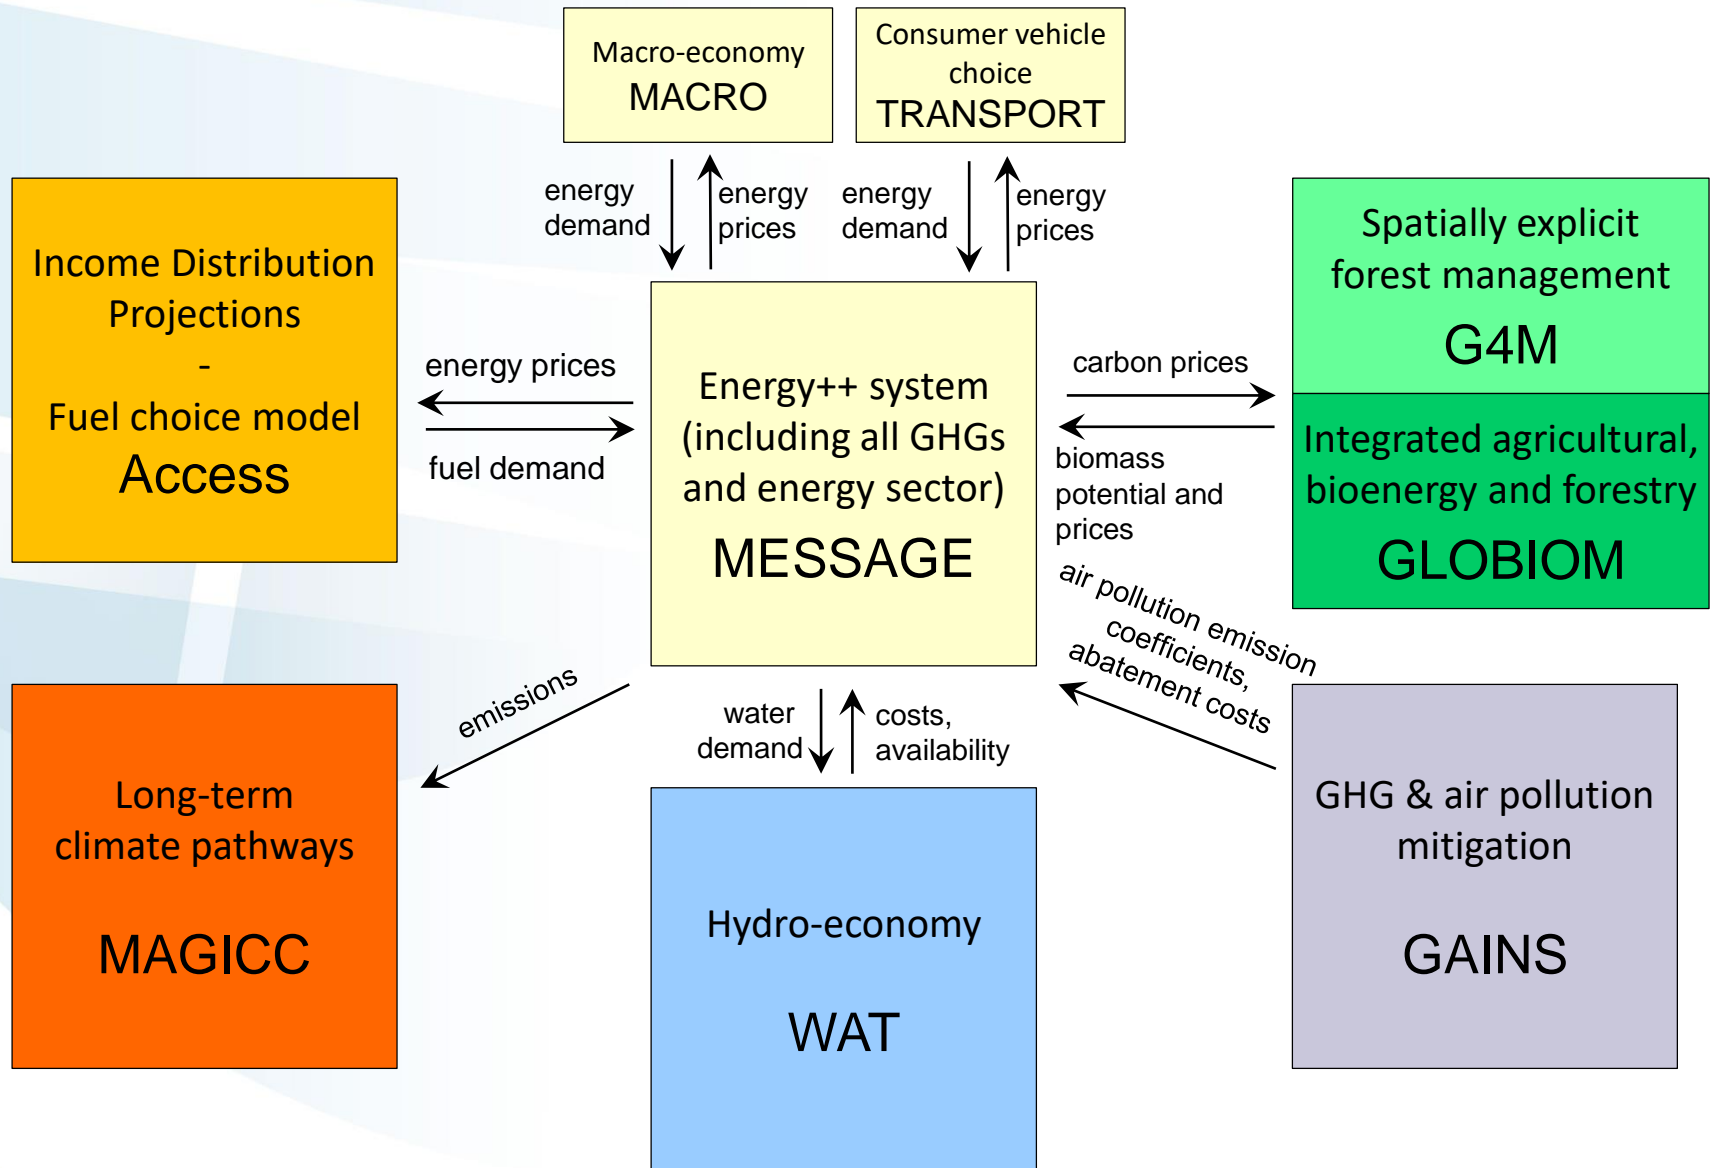 Macro-economy
MACRO
Consumer vehicle
choice
TRANSPORT
energy
demand
energy
prices
energy
demand
energy
prices
Income Distribution
Projections
-
Fuel choice model
Access
energy prices
fuel demand
Energy++ system
(including all GHGs
and energy sector)
MESSAGE
carbon prices
biomass
potential and
prices
Spatially explicit
forest management
G4M
Integrated agricultural,
bioenergy and forestry
GLOBIOM
air pollution emission
coefficients,
abatement costs
emissions
water
demand
costs,
availability
Long-term
climate pathways
MAGICC
Hydro-economy
WAT
GHG & air pollution
mitigation
GAINS